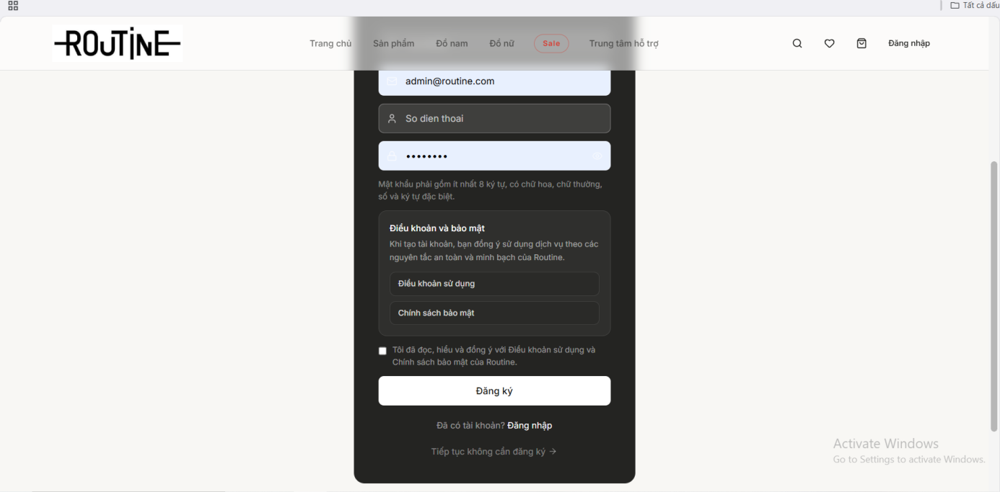 Tất cả dấu
ROUTINE
Trang chủ
Sản phẩm
Đồ nam
Đồ nữ
Sale
Trung tâm hỗ trợ
Đăng nhập
admin@routine.com
So dien thoai
••••••••
Mật khẩu phải gồm ít nhất 8 ký tự, có chữ hoa, chữ thường,
số và ký tự đặc biệt.
Điều khoản và bảo mật
Khi tạo tài khoản, bạn đồng ý sử dụng dịch vụ theo các
nguyên tắc an toàn và minh bạch của Routine.
Điều khoản sử dụng
Chính sách bảo mật
Tôi đã đọc, hiểu và đồng ý với Điều khoản sử dụng và
Chính sách bảo mật của Routine.
Đăng ký
Đã có tài khoản? Đăng nhập
Tiếp tục không cần đăng ký →
Activate Windows
Go to Settings to activate Windows.